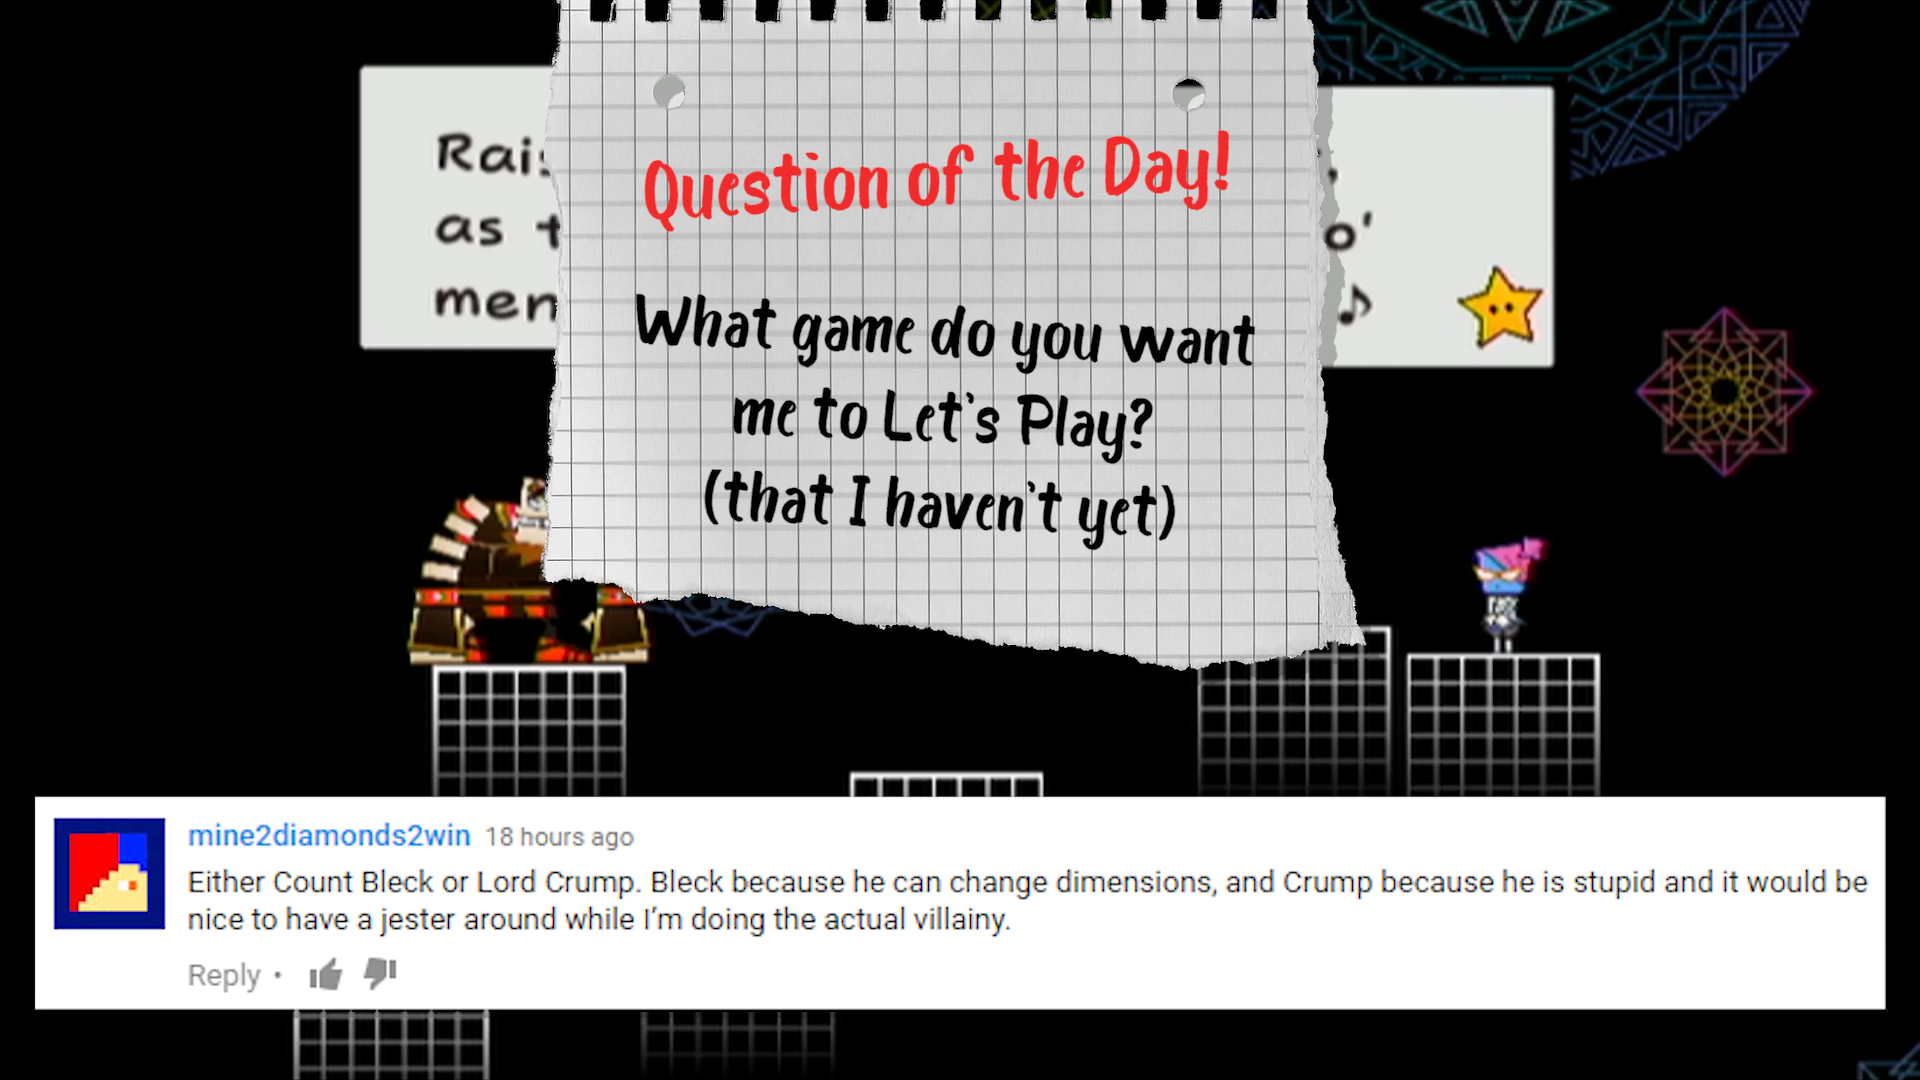 Question of the Day!
What game do you want
me to Let's Play?
(that I haven't yet)
as
mine2diamonds2win 18 hours ago
Either Count Bleck or Lord Crump. Bleck because he can change dimensions, and Crump because he is stupid and it would be
nice to have a jester around while I'm doing the actual villainy.
Reply •